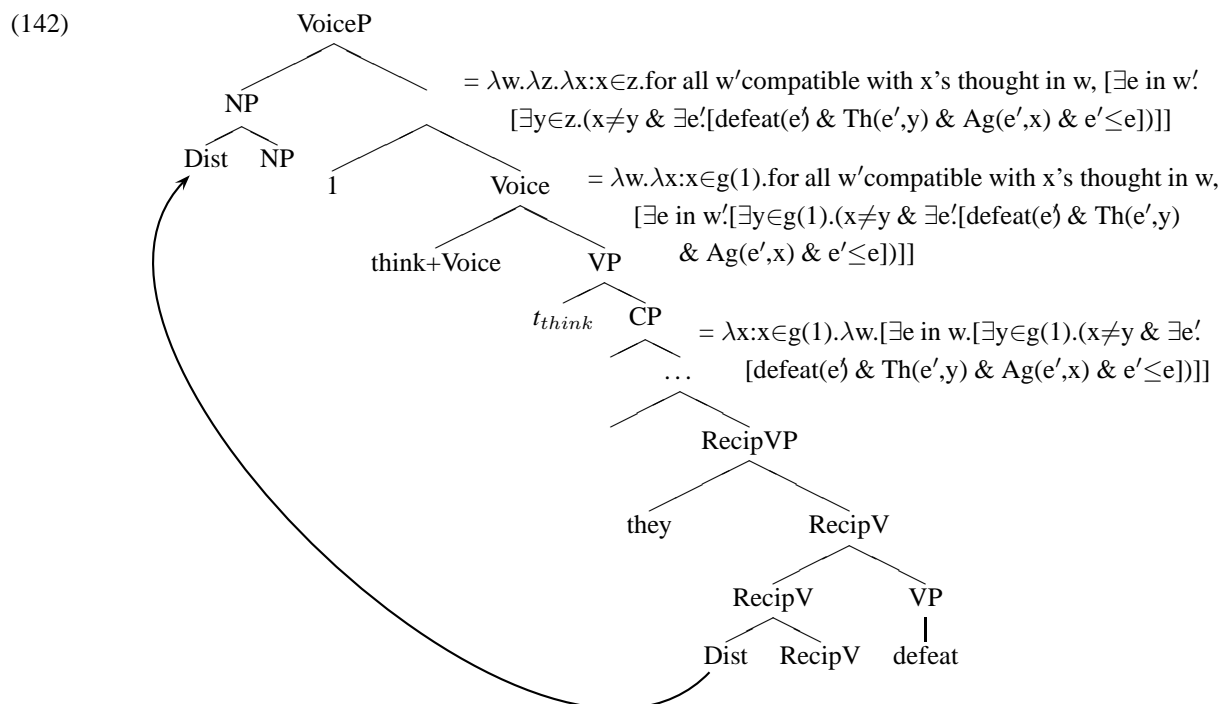 (142)
VoiceP
= λw.λz.λx:x∈z.for all w′compatible with x's thought in w, [∃e in w′.
NP
[∃y∈z.(x≠y & ∃e′.[defeat(e′) & Th(e′,y) & Ag(e′,x) & e′≤e])]]
Dist NP
1
Voice
= λw.λx:x∈g(1).for all w′compatible with x's thought in w,
[∃e in w′.[∃y∈g(1).(x≠y & ∃e′.[defeat(e′) & Th(e′,y)
think+Voice VP
& Ag(e′,x) & e′≤e])]]
t_think CP
= λx:x∈g(1).λw.[∃e in w.[∃y∈g(1).(x≠y & ∃e′.
… [defeat(e′) & Th(e′,y) & Ag(e′,x) & e′≤e])]]
RecipVP
they RecipV
RecipV VP
Dist RecipV defeat